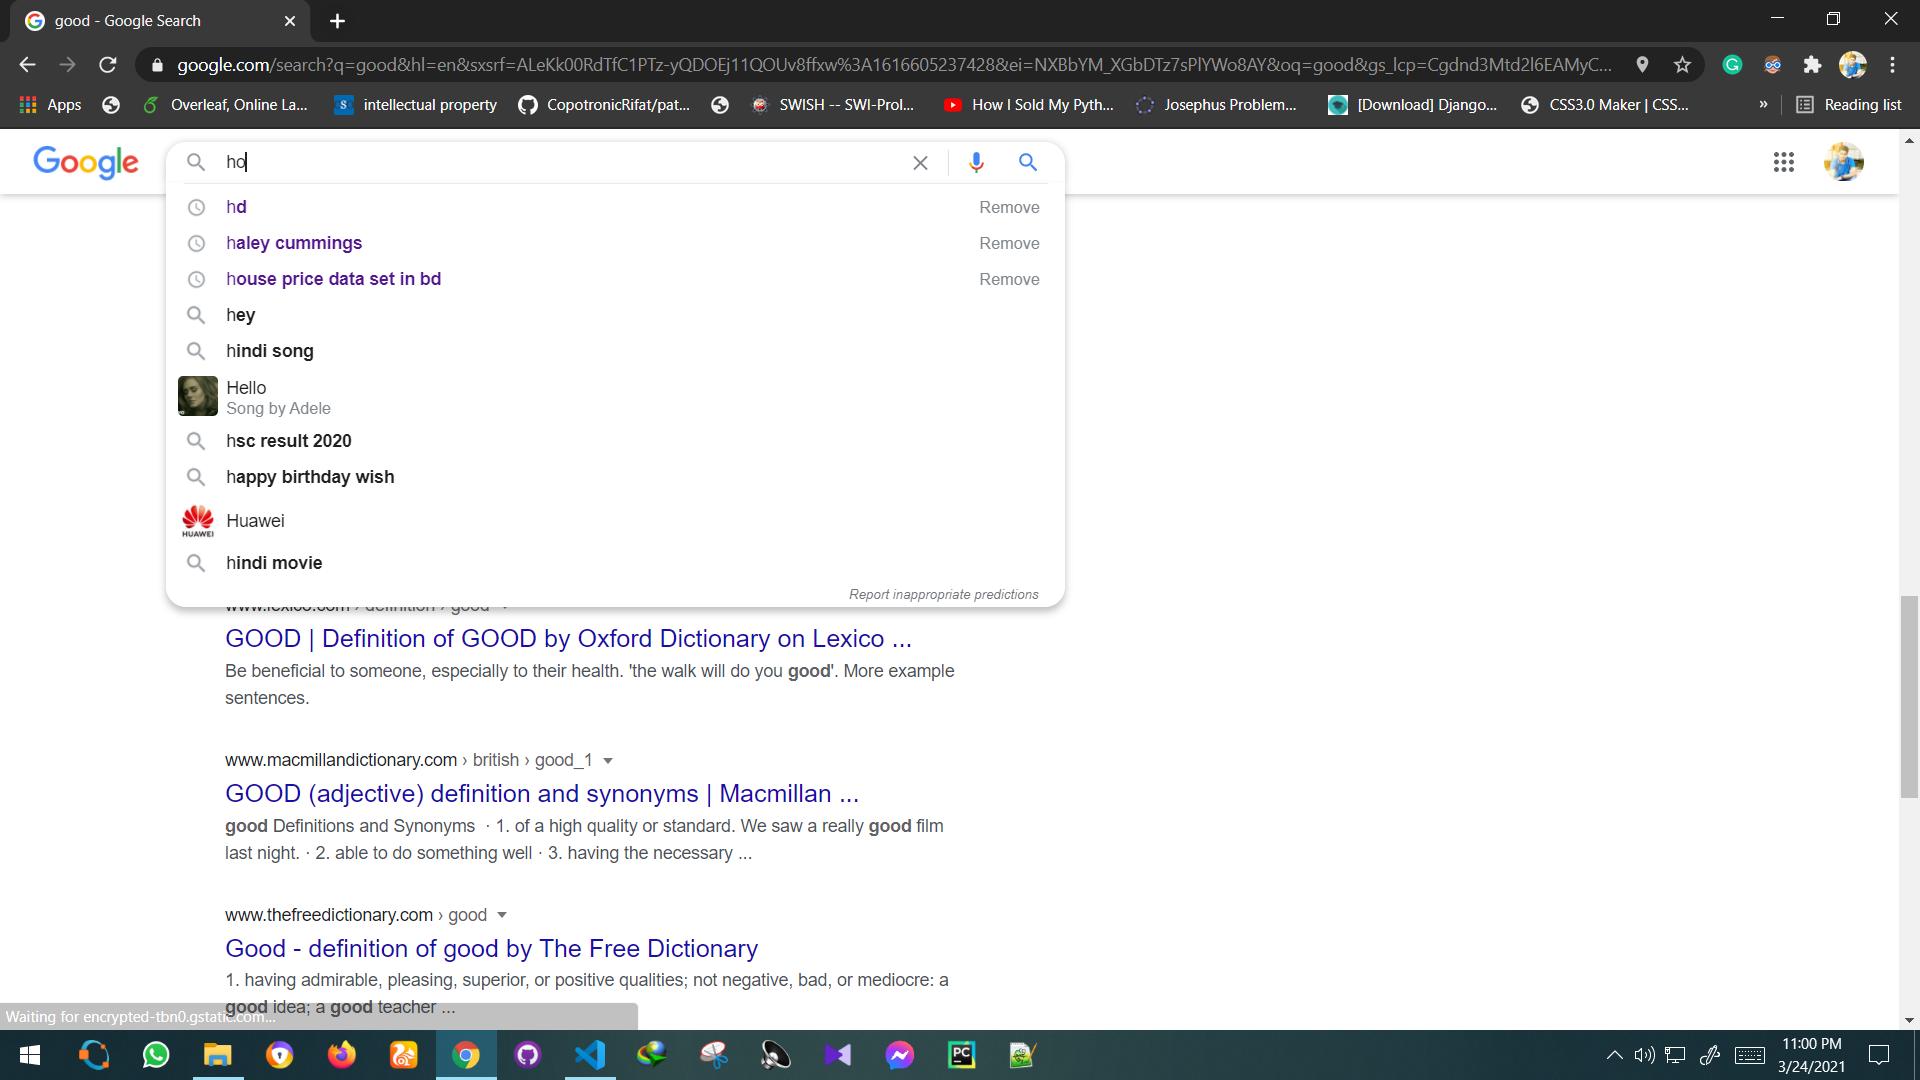 good - Google Search
google.com/search?q=good&hl=en&sxsrf=ALeKk00RdTfC1PTz-yQDOEj11QOUv8ffxw%3A1616605237428&ei=NXBbYM_XGbDTz7sPlYWo8AY&oq=good&gs_lcp=Cgdnd3Mtd2l6EAMyC...
Apps Overleaf, Online La... S intellectual property CopotronicRifat/pat... SWISH -- SWI-Prol... How I Sold My Pyth... Josephus Problem... [Download] Django... CSS3.0 Maker | CSS... » Reading list
Google ho
hd Remove
haley cummings Remove
house price data set in bd Remove
hey
hindi song
Hello
Song by Adele
hsc result 2020
happy birthday wish
HUAWEI Huawei
hindi movie
Report inappropriate predictions
www.lexico.com › definition › good
GOOD | Definition of GOOD by Oxford Dictionary on Lexico ...
Be beneficial to someone, especially to their health. 'the walk will do you good'. More example
sentences.
www.macmillandictionary.com › british › good_1
GOOD (adjective) definition and synonyms | Macmillan ...
good Definitions and Synonyms · 1. of a high quality or standard. We saw a really good film
last night. · 2. able to do something well · 3. having the necessary ...
www.thefreedictionary.com › good
Good - definition of good by The Free Dictionary
1. having admirable, pleasing, superior, or positive qualities; not negative, bad, or mediocre: a
good idea; a good teacher ...
Waiting for encrypted-tbn0.gstatic.com...
PC
11:00 PM
3/24/2021